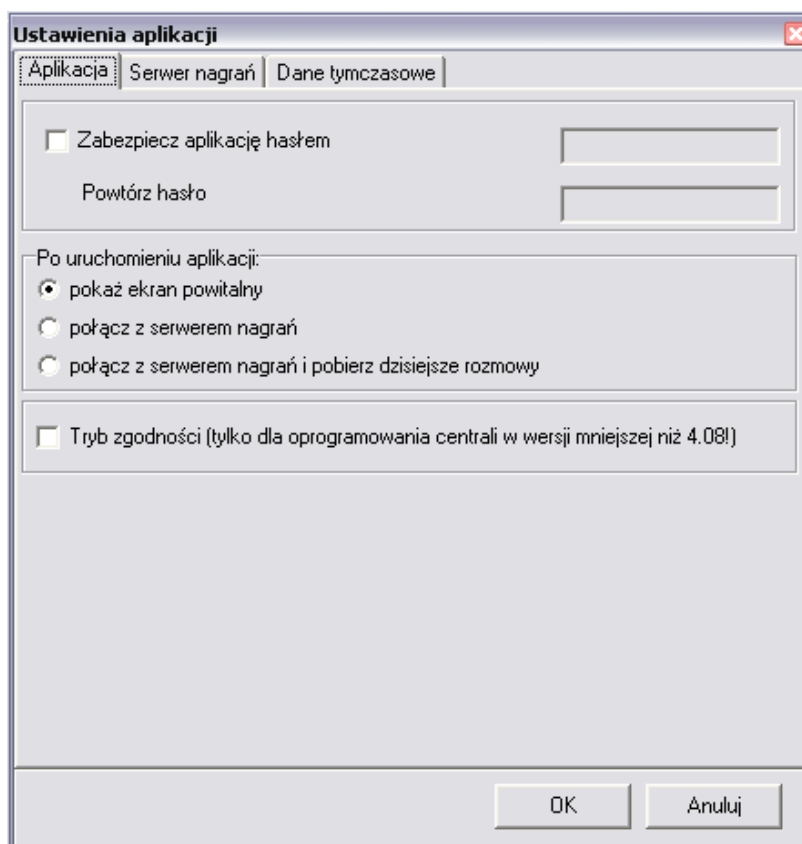 Ustawienia aplikacji
Aplikacja Serwer nagrań Dane tymczasowe
Zabezpiecz aplikację hasłem
Powtórz hasło
Po uruchomieniu aplikacji:
pokaż ekran powitalny
połącz z serwerem nagrań
połącz z serwerem nagrań i pobierz dzisiejsze rozmowy
Tryb zgodności (tylko dla oprogramowania centrali w wersji mniejszej niż 4.08!)
OK Anuluj